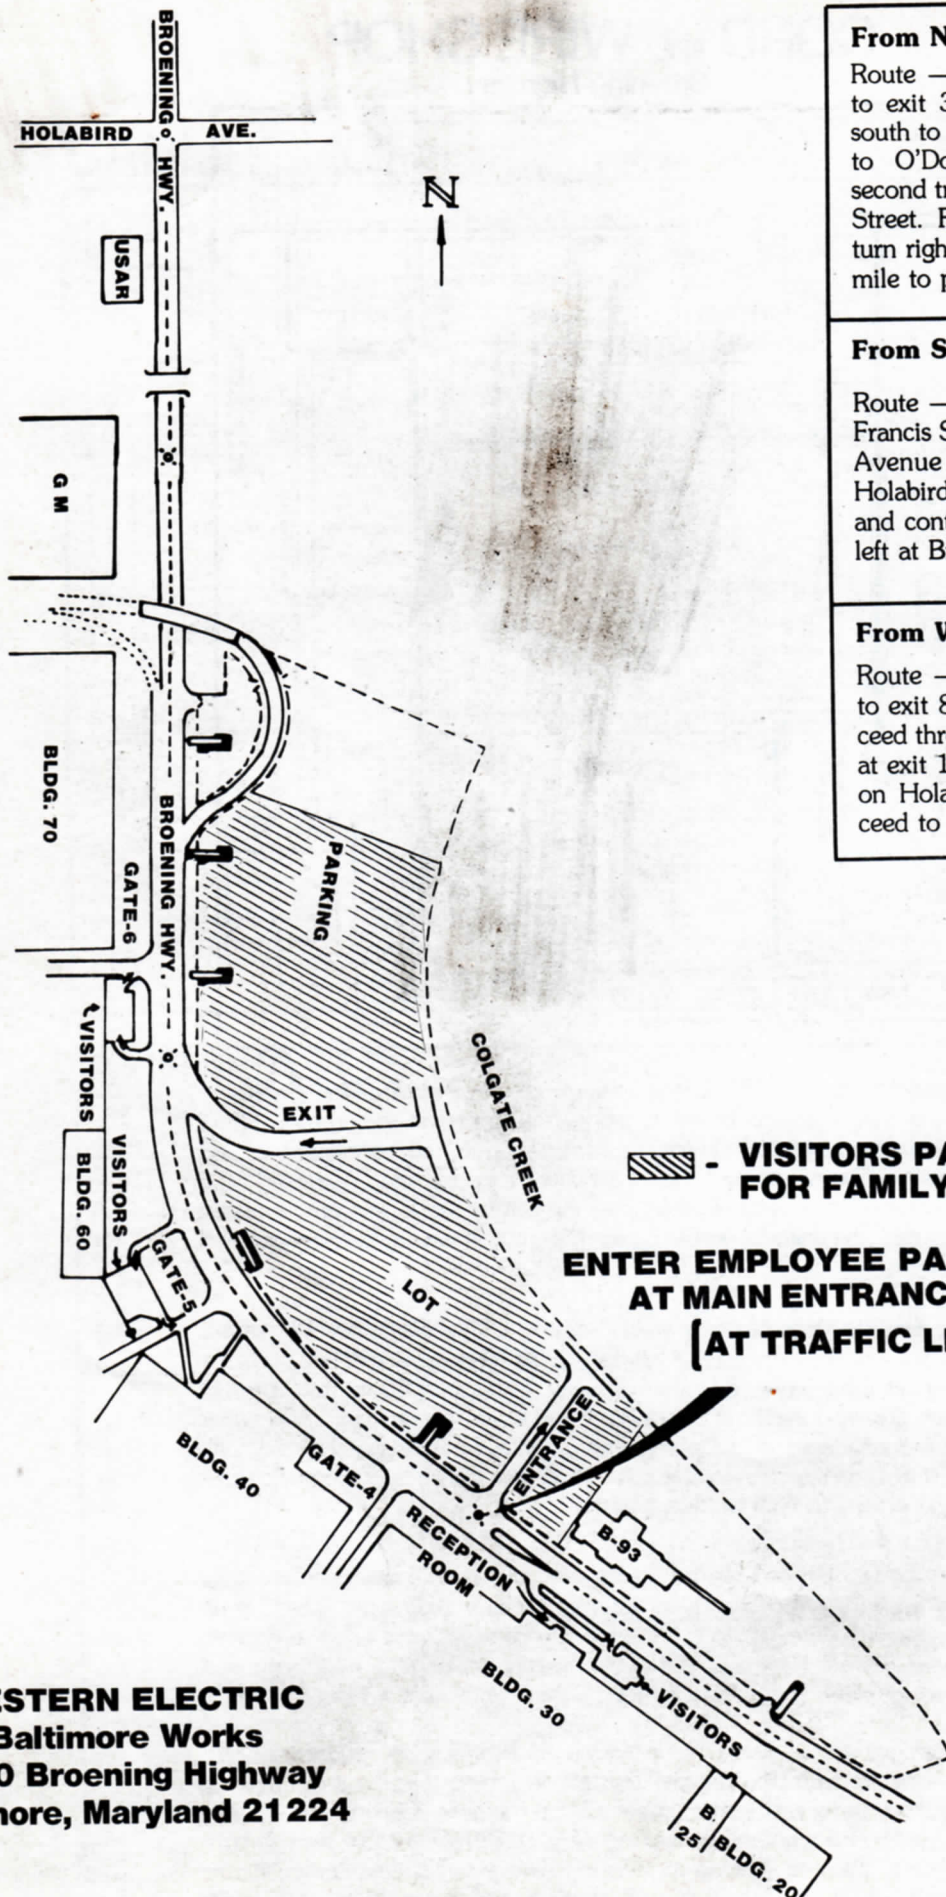 BROENING HWY.
HOLABIRD AVE.
N
USAR
G M
BLDG. 70
GATE-6
BROENING HWY.
PARKING
VISITORS
VISITORS
BLDG. 60
EXIT
COLGATE CREEK
GATE-5
LOT
ENTRANCE
BLDG. 40
GATE-4
RECEPTION
ROOM
B-93
BLDG. 30
VISITORS
B.
25
BLDG. 20
From N
Route —
to exit 3
south to
to O'Do
second tr
Street. F
turn righ
mile to p
From S
Route —
Francis S
Avenue
Holabird
and con
left at B
From W
Route —
to exit 8
ceed thr
at exit 1
on Hola
ceed to
- VISITORS PA
FOR FAMILY
ENTER EMPLOYEE PA
AT MAIN ENTRANC
[AT TRAFFIC L
ESTERN ELECTRIC
Baltimore Works
0 Broening Highway
nore, Maryland 21224